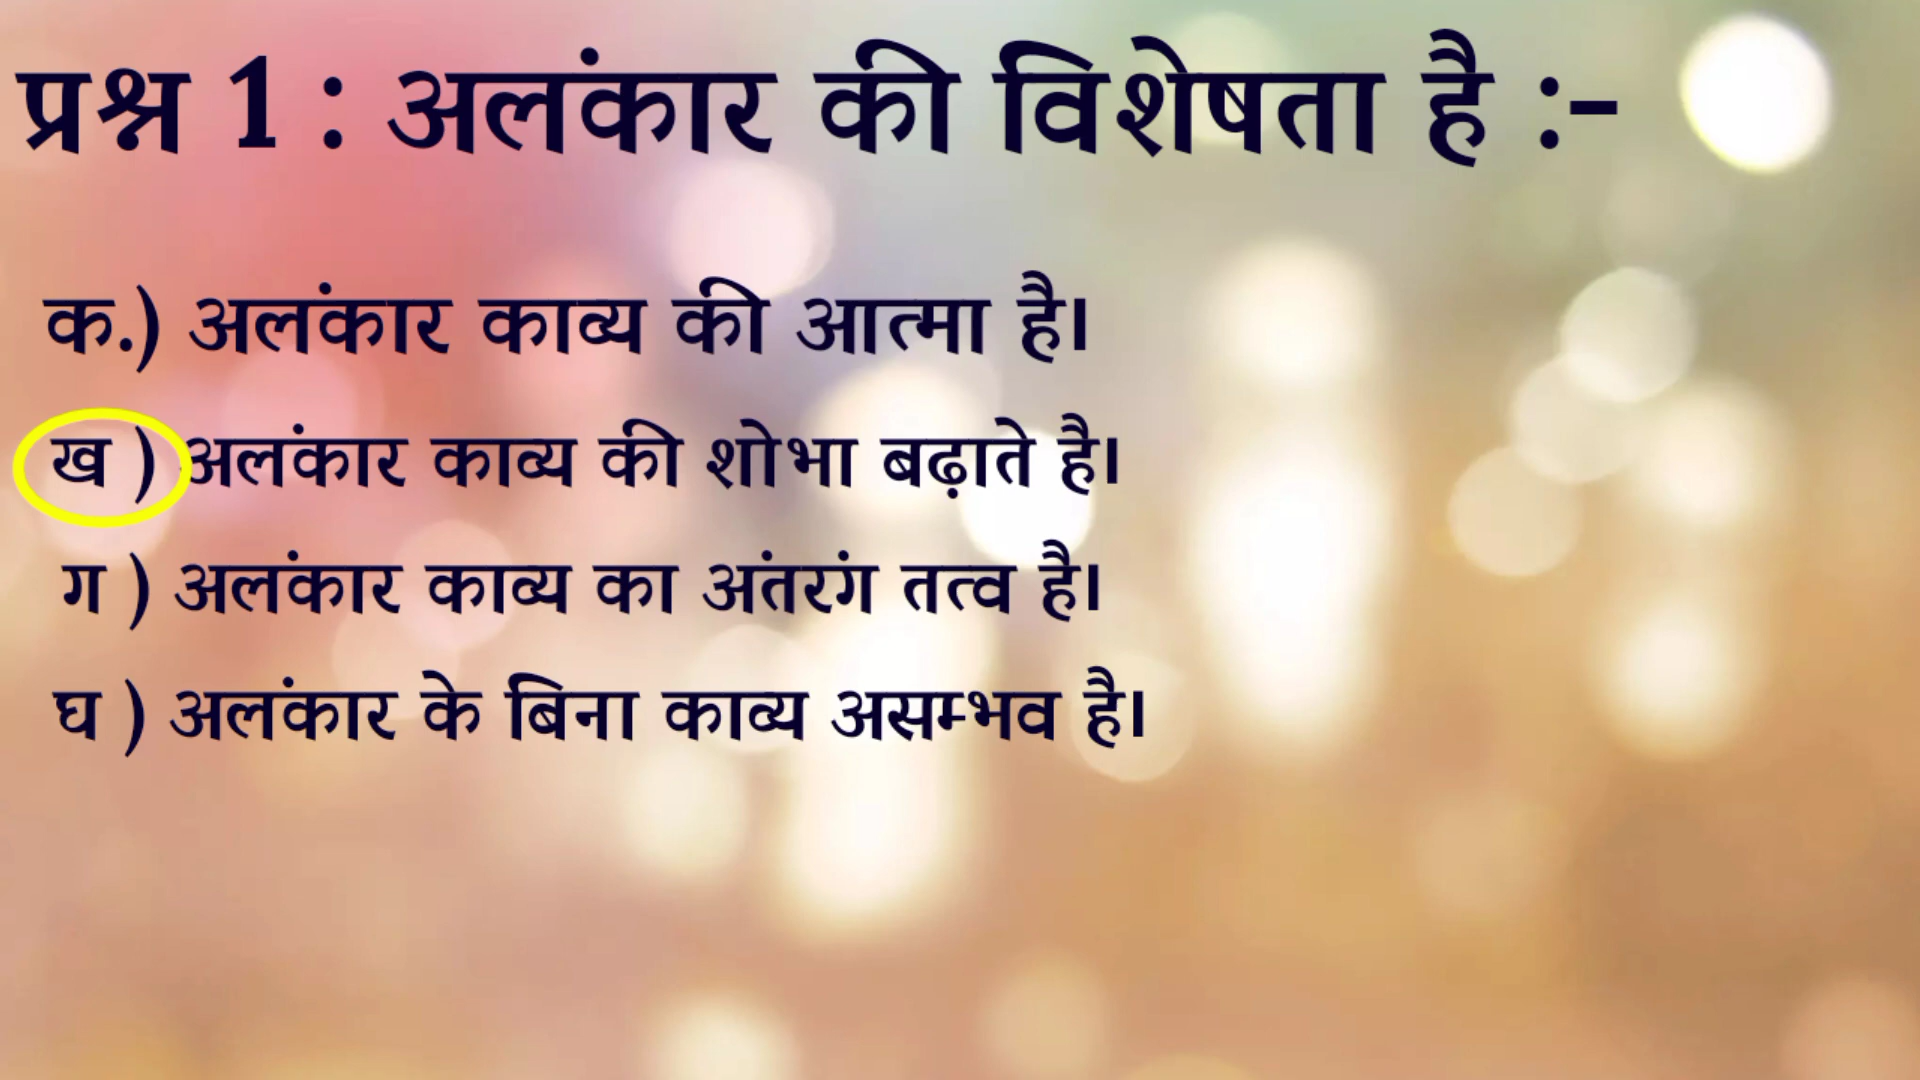 प्रश्न 1 : अलंकार की विशेषता है :-
क.) अलंकार काव्य की आत्मा है।
ख ) अलंकार काव्य की शोभा बढ़ाते है।
ग ) अलंकार काव्य का अंतरंग तत्व है।
घ ) अलंकार के बिना काव्य असम्भव है।